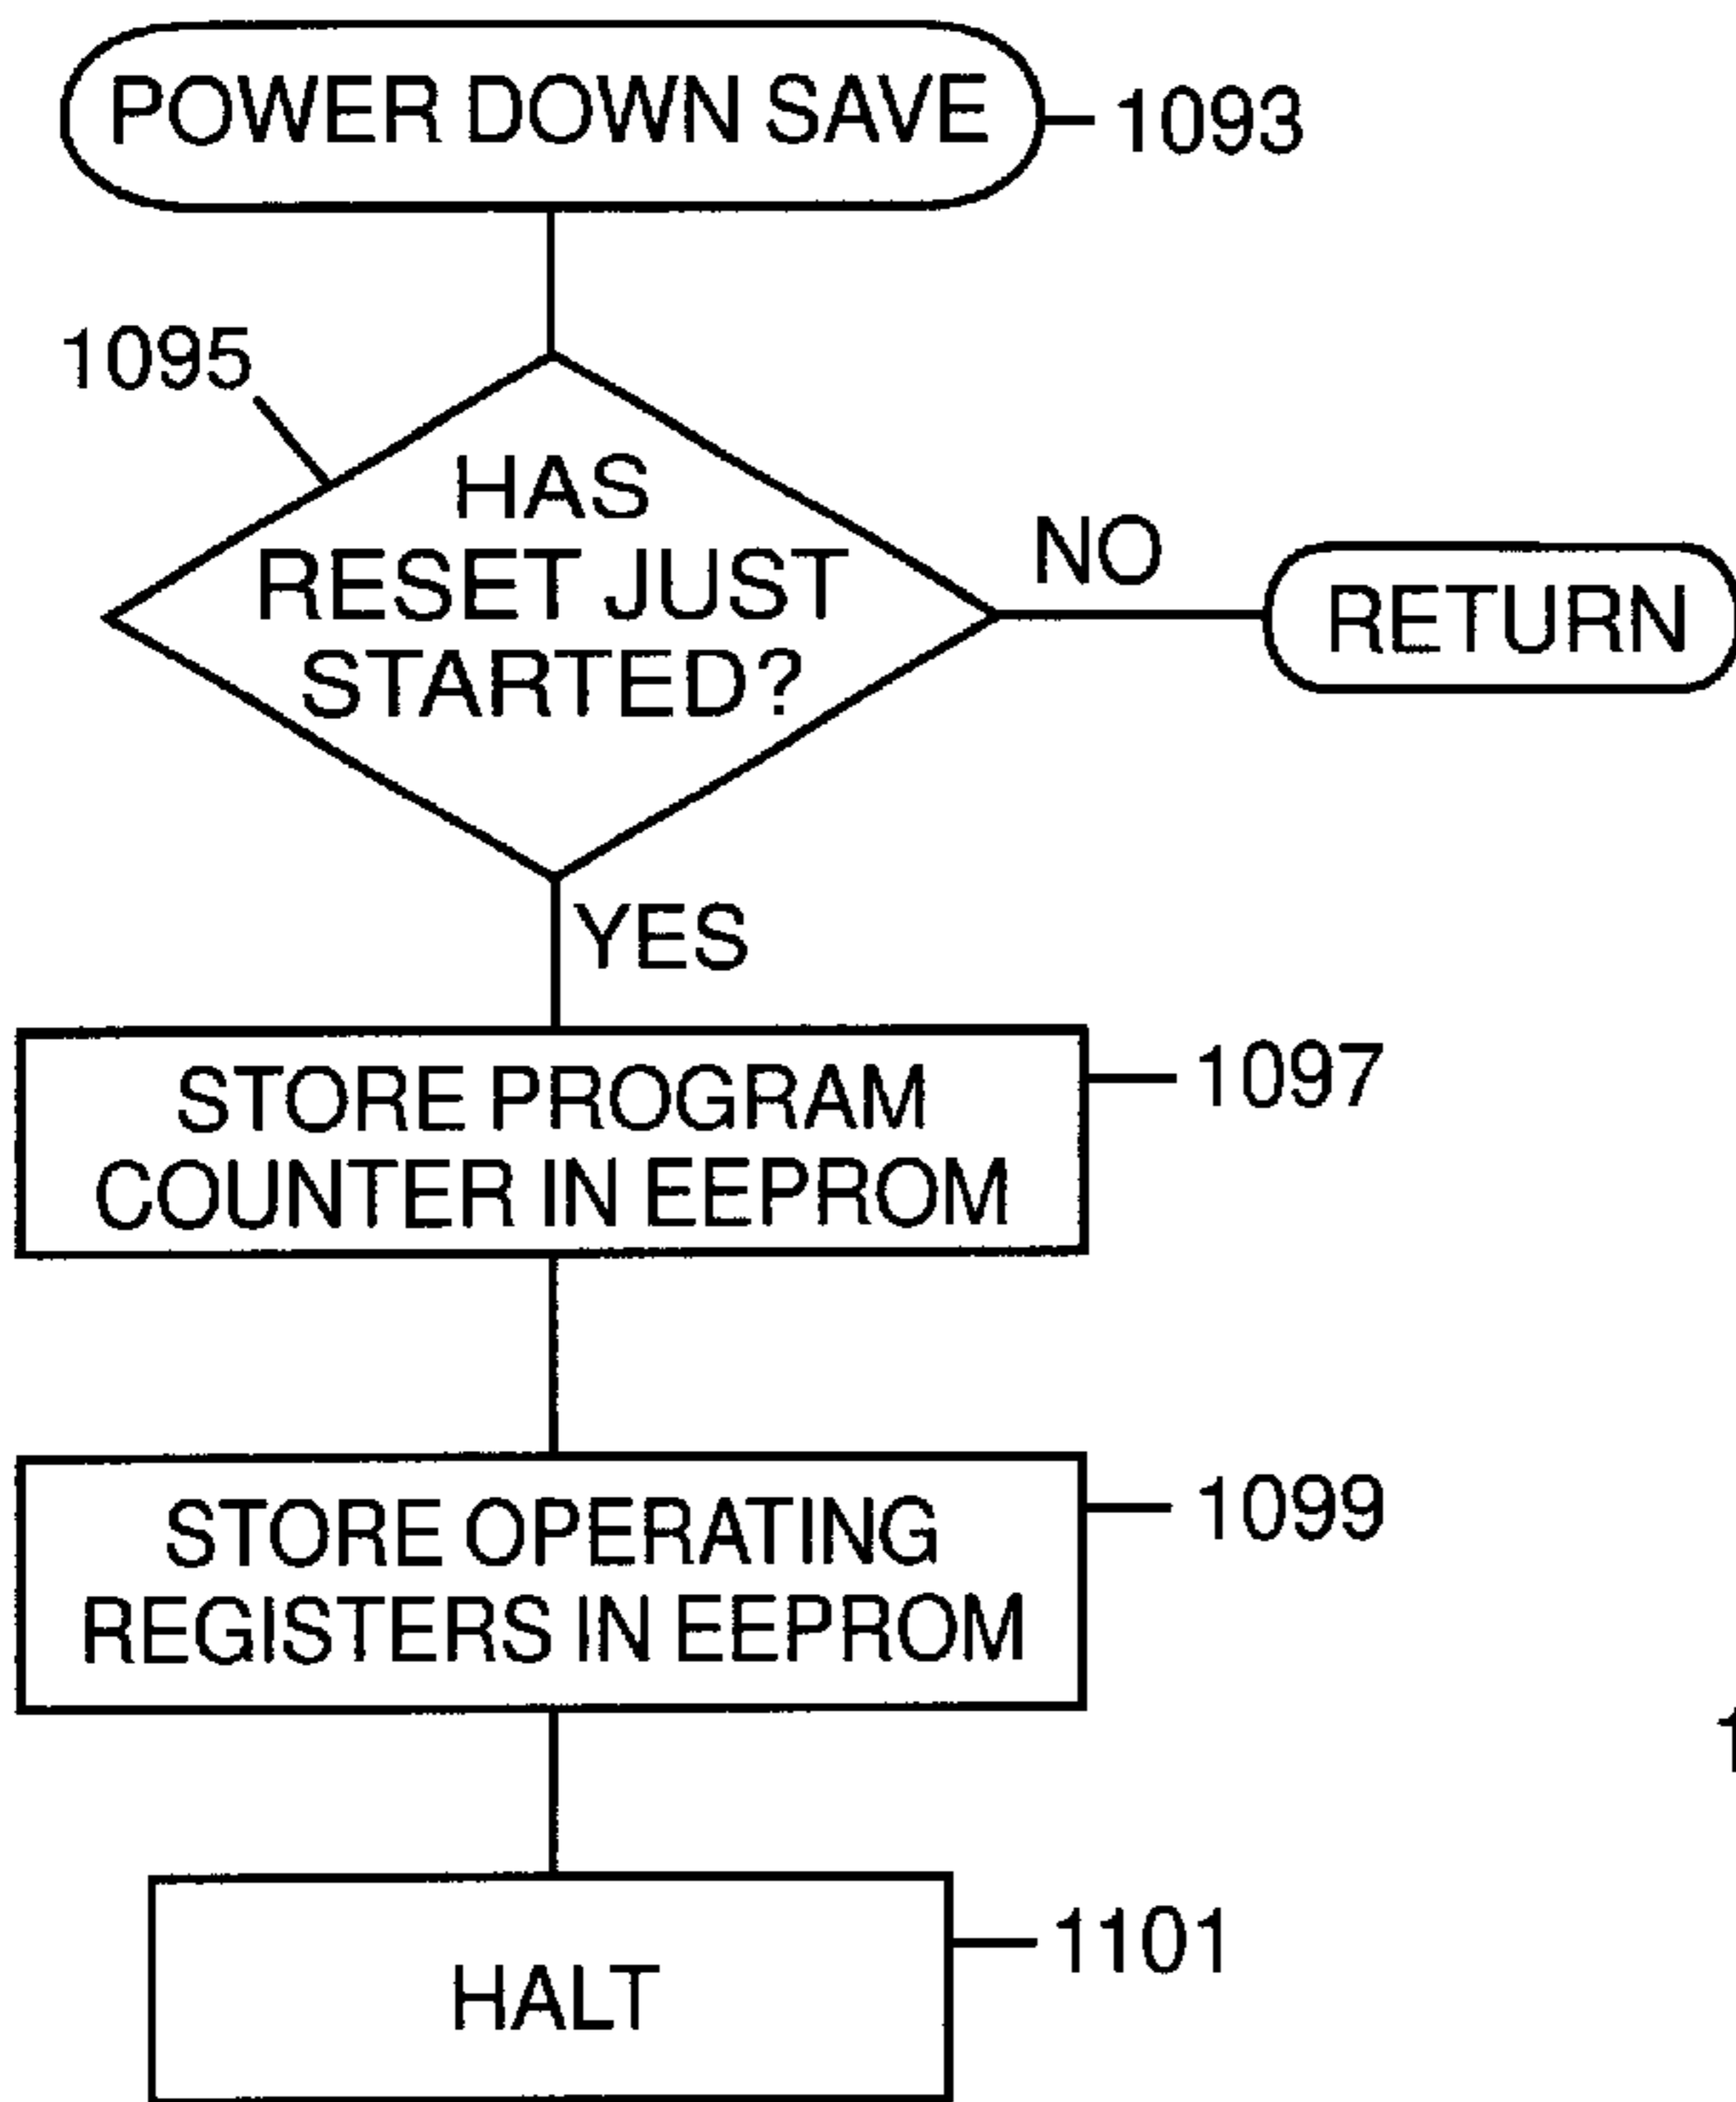 POWER DOWN SAVE
1093
1095
HAS
RESET JUST
STARTED?
NO
RETURN
YES
STORE PROGRAM
COUNTER IN EEPROM
1097
STORE OPERATING
REGISTERS IN EEPROM
1099
HALT
1101